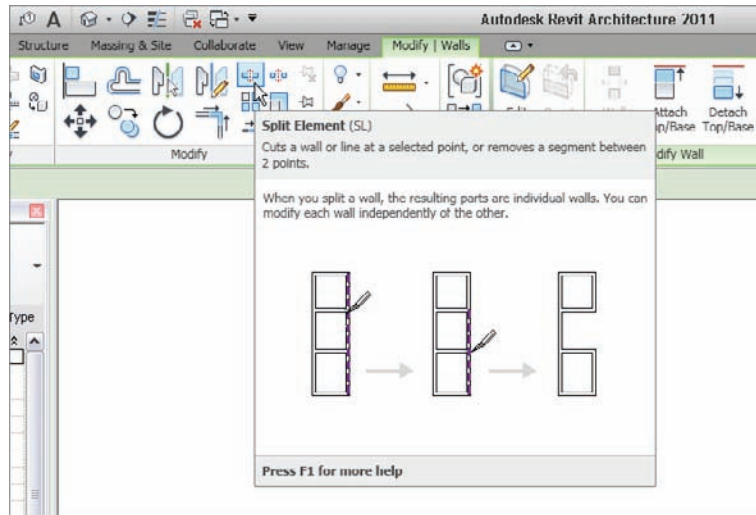 Autodesk Revit Architecture 2011
Structure Massing & Site Collaborate View Manage Modify | Walls
Attach Detach
Top/Base
Modify
Split Element (SL)
Cuts a wall or line at a selected point, or removes a segment between
2 points.
When you split a wall, the resulting parts are individual walls. You can
modify each wall independently of the other.
Type
Press F1 for more help